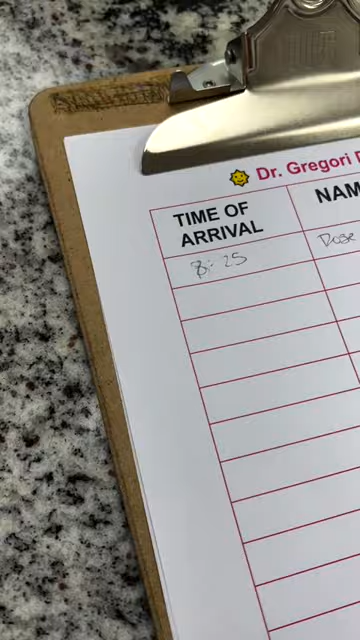 Dr. Gregori
TIME OF
ARRIVAL
NAM
8:25